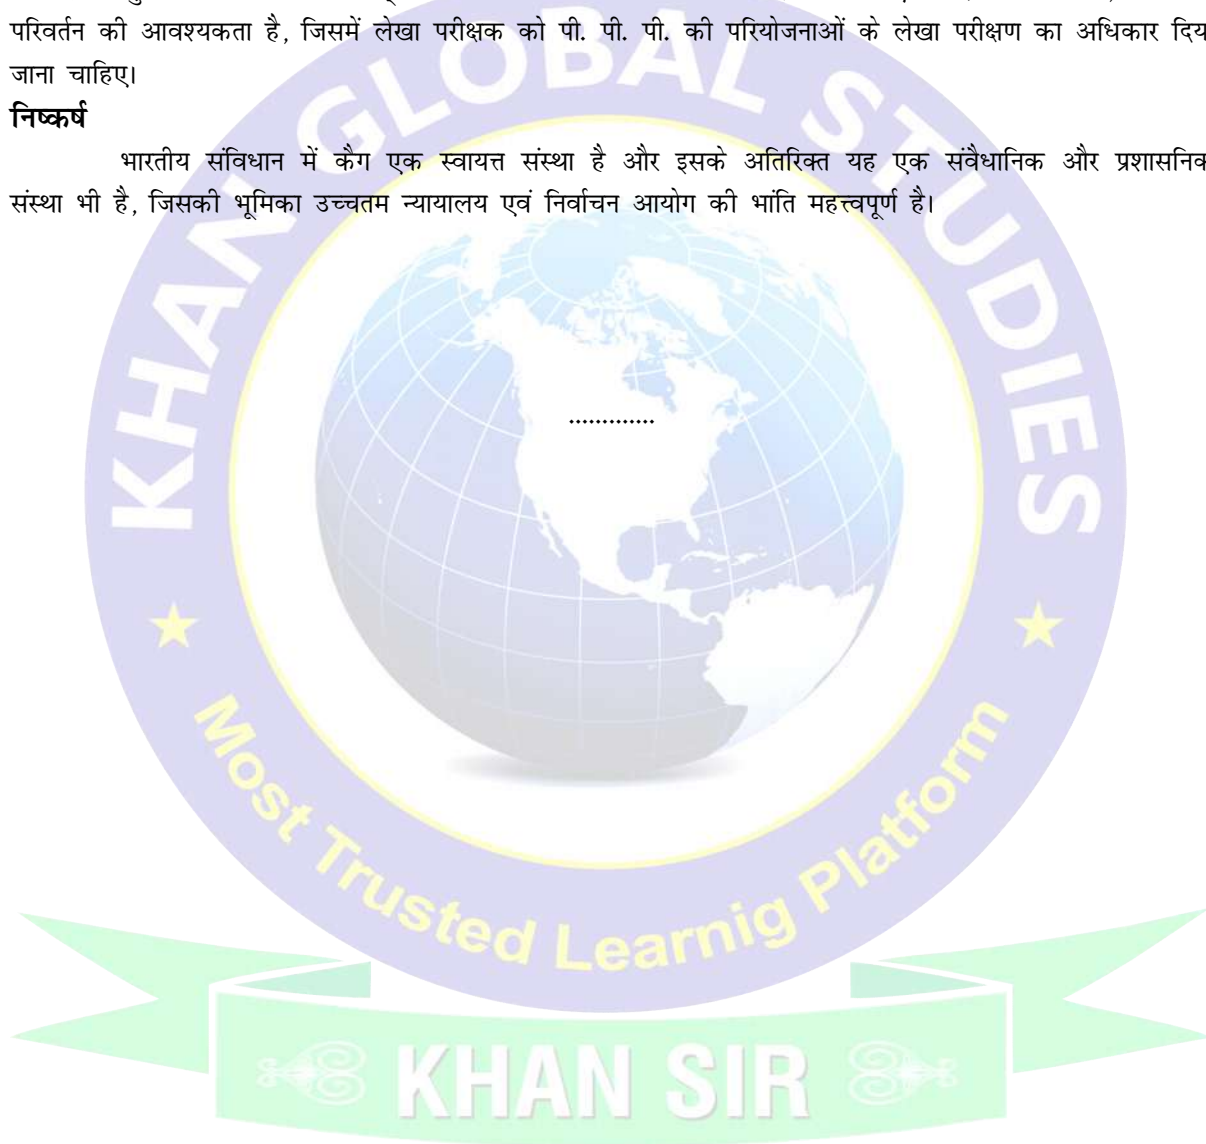 परिवर्तन की आवश्यकता है, जिसमें लेखा परीक्षक को पी. पी. पी. की परियोजनाओं के लेखा परीक्षण का अधिकार दिय
जाना चाहिए।
निष्कर्ष
भारतीय संविधान में कैग एक स्वायत्त संस्था है और इसके अतिरिक्त यह एक संवैधानिक और प्रशासनिक
संस्था भी है, जिसकी भूमिका उच्चतम न्यायालय एवं निर्वाचन आयोग की भांति महत्त्वपूर्ण है।
.............
KHAN GLOBAL STUDIES
Most Trusted Learnig Platform
KHAN SIR